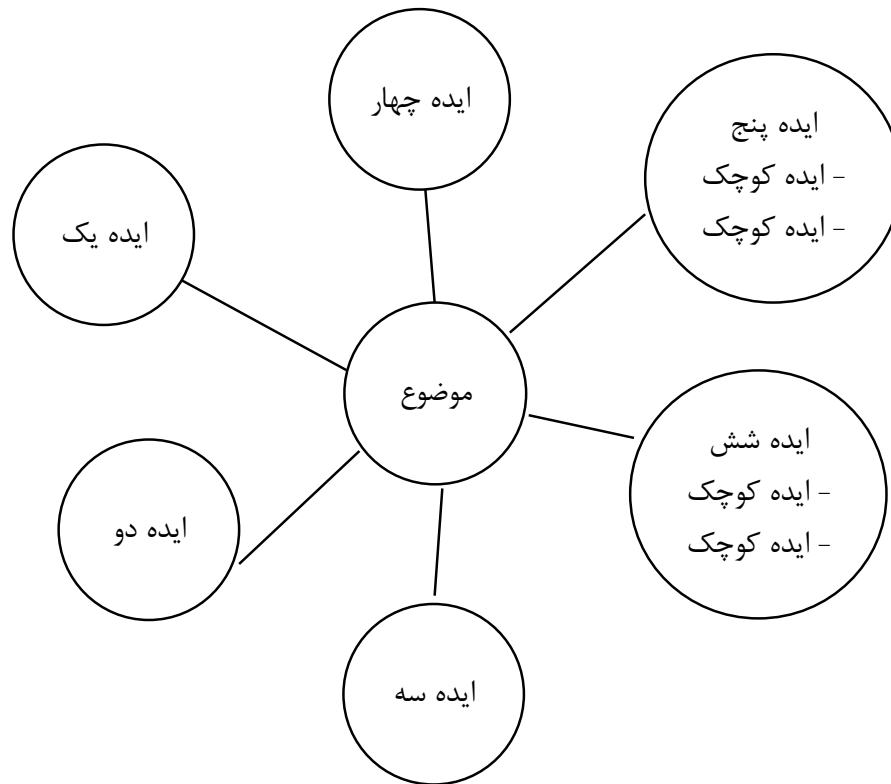 ایده چهار
ایده پنج
- ایده کوچک
- ایده کوچک
ایده یک
موضوع
ایده شش
- ایده کوچک
- ایده کوچک
ایده دو
ایده سه